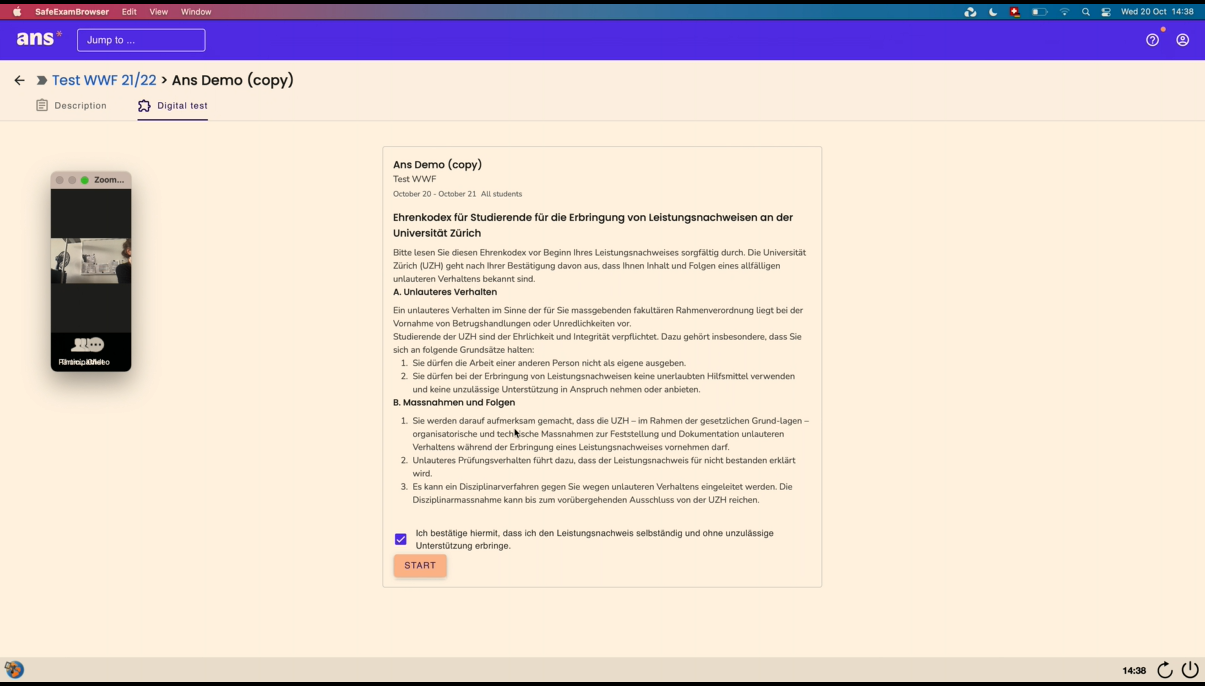 SafeExamBrowser Edit View Window Wed 20 Oct 14:38
ans* Jump to ...
Test WWF 21/22 > Ans Demo (copy)
Description Digital test
Zoom...
Ans Demo (copy)
Test WWF
October 20 - October 21 All students
Ehrenkodex für Studierende für die Erbringung von Leistungsnachweisen an der
Universität Zürich
Bitte lesen Sie diesen Ehrenkodex vor Beginn Ihres Leistungsnachweises sorgfältig durch. Die Universität
Zürich (UZH) geht nach Ihrer Bestätigung davon aus, dass Ihnen Inhalt und Folgen eines allfälligen
unlauteren Verhaltens bekannt sind.
A. Unlauteres Verhalten
Ein unlauteres Verhalten im Sinne der für Sie massgebenden fakultären Rahmenverordnung liegt bei der
Vornahme von Betrugshandlungen oder Unredlichkeiten vor.
Studierende der UZH sind der Ehrlichkeit und Integrität verpflichtet. Dazu gehört insbesondere, dass Sie
sich an folgende Grundsätze halten:
1. Sie dürfen die Arbeit einer anderen Person nicht als eigene ausgeben.
2. Sie dürfen bei der Erbringung von Leistungsnachweisen keine unerlaubten Hilfsmittel verwenden
und keine unzulässige Unterstützung in Anspruch nehmen oder anbieten.
B. Massnahmen und Folgen
1. Sie werden darauf aufmerksam gemacht, dass die UZH – im Rahmen der gesetzlichen Grund-lagen –
organisatorische und technische Massnahmen zur Feststellung und Dokumentation unlauteren
Verhaltens während der Erbringung eines Leistungsnachweises vornehmen darf.
2. Unlauteres Prüfungsverhalten führt dazu, dass der Leistungsnachweis für nicht bestanden erklärt
wird.
3. Es kann ein Disziplinarverfahren gegen Sie wegen unlauteren Verhaltens eingeleitet werden. Die
Disziplinarmassnahme kann bis zum vorübergehenden Ausschluss von der UZH reichen.
Ich bestätige hiermit, dass ich den Leistungsnachweis selbständig und ohne unzulässige
Unterstützung erbringe.
START
14:38